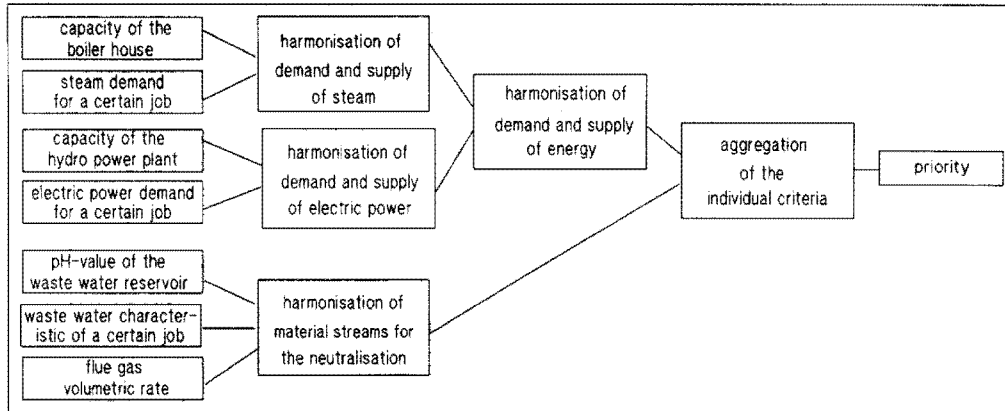 capacity of the
boiler house
steam demand
for a certain job
harmonisation of
demand and supply
of steam
capacity of the
hydro power plant
electric power demand
for a certain job
harmonisation of
demand and supply
of electric power
harmonisation of
demand and supply
of energy
pH-value of the
waste water reservoir
waste water character-
istic of a certain job
flue gas
volumetric rate
harmonisation of
material streams for
the neutralisation
aggregation
of the
individual criteria
priority